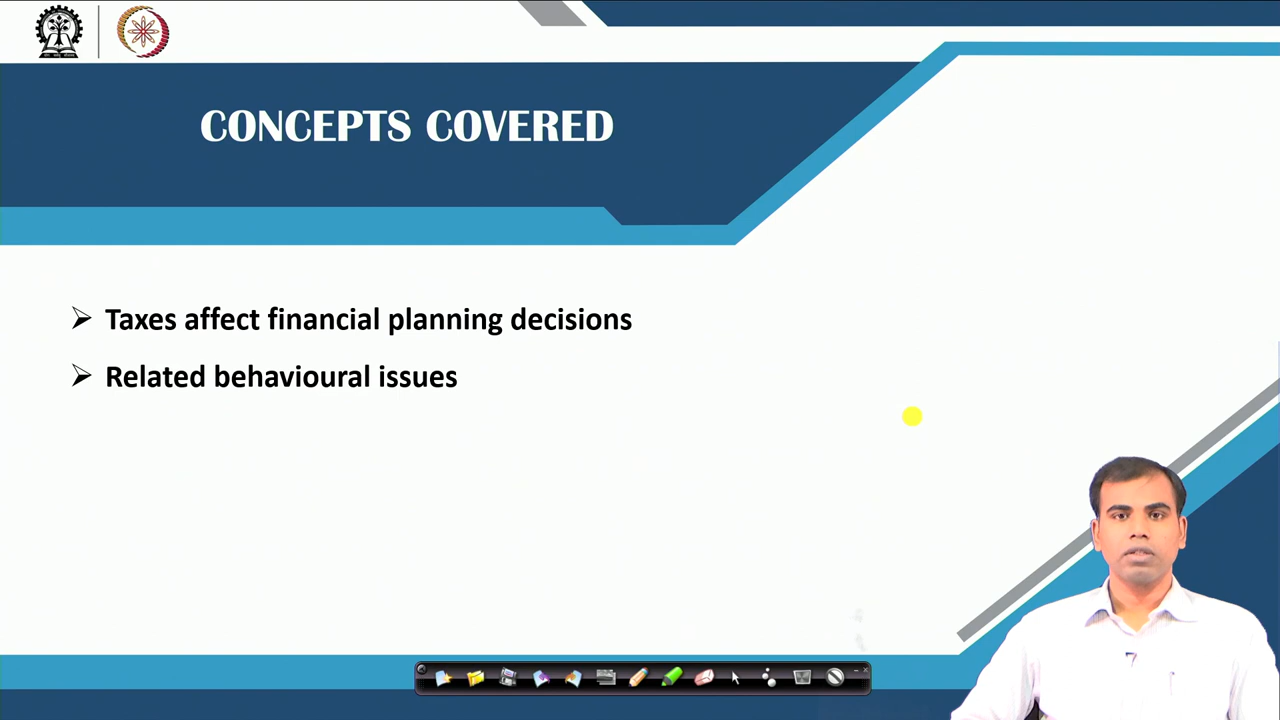 CONCEPTS COVERED
Taxes affect financial planning decisions
Related behavioural issues